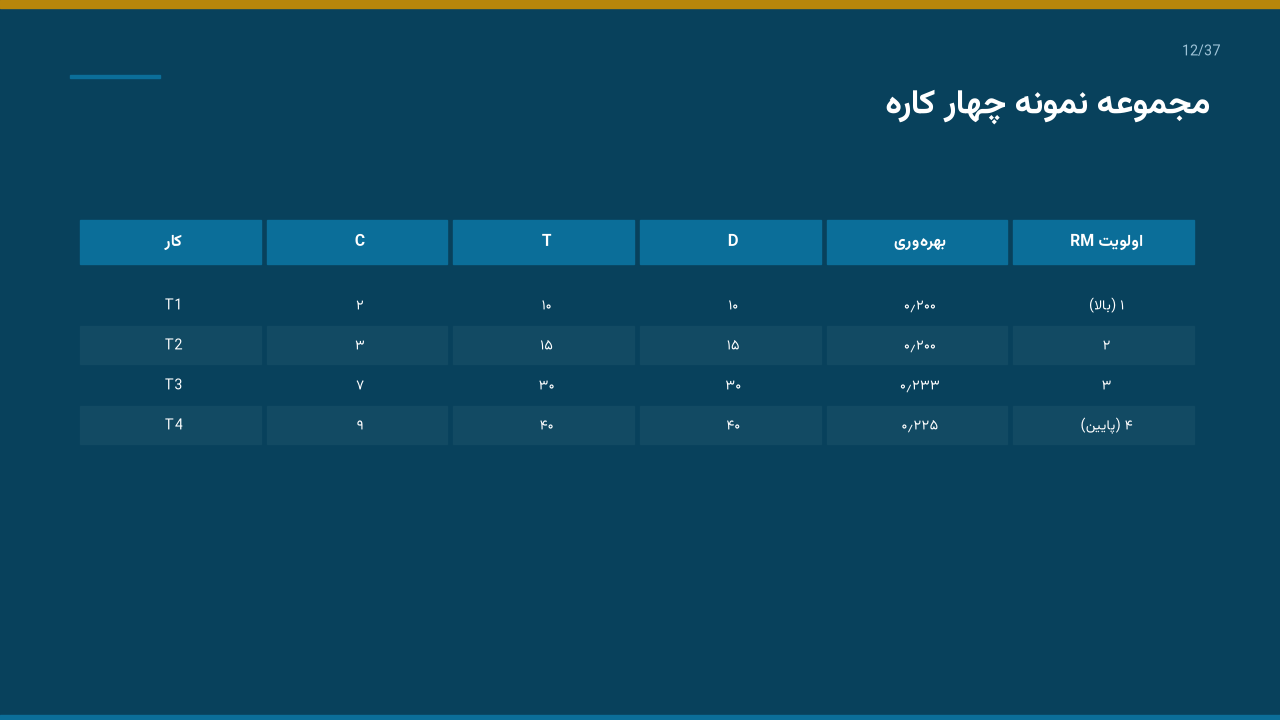 12/37
مجموعه نمونه چهار کاره
کار C T D بهره‌وری اولویت RM
T1 ۲ ۱۰ ۱۰ ۰٫۲۰۰ ۱ (بالا)
T2 ۳ ۱۵ ۱۵ ۰٫۲۰۰ ۲
T3 ۷ ۳۰ ۳۰ ۰٫۲۳۳ ۳
T4 ۹ ۴۰ ۴۰ ۰٫۲۲۵ ۴ (پایین)